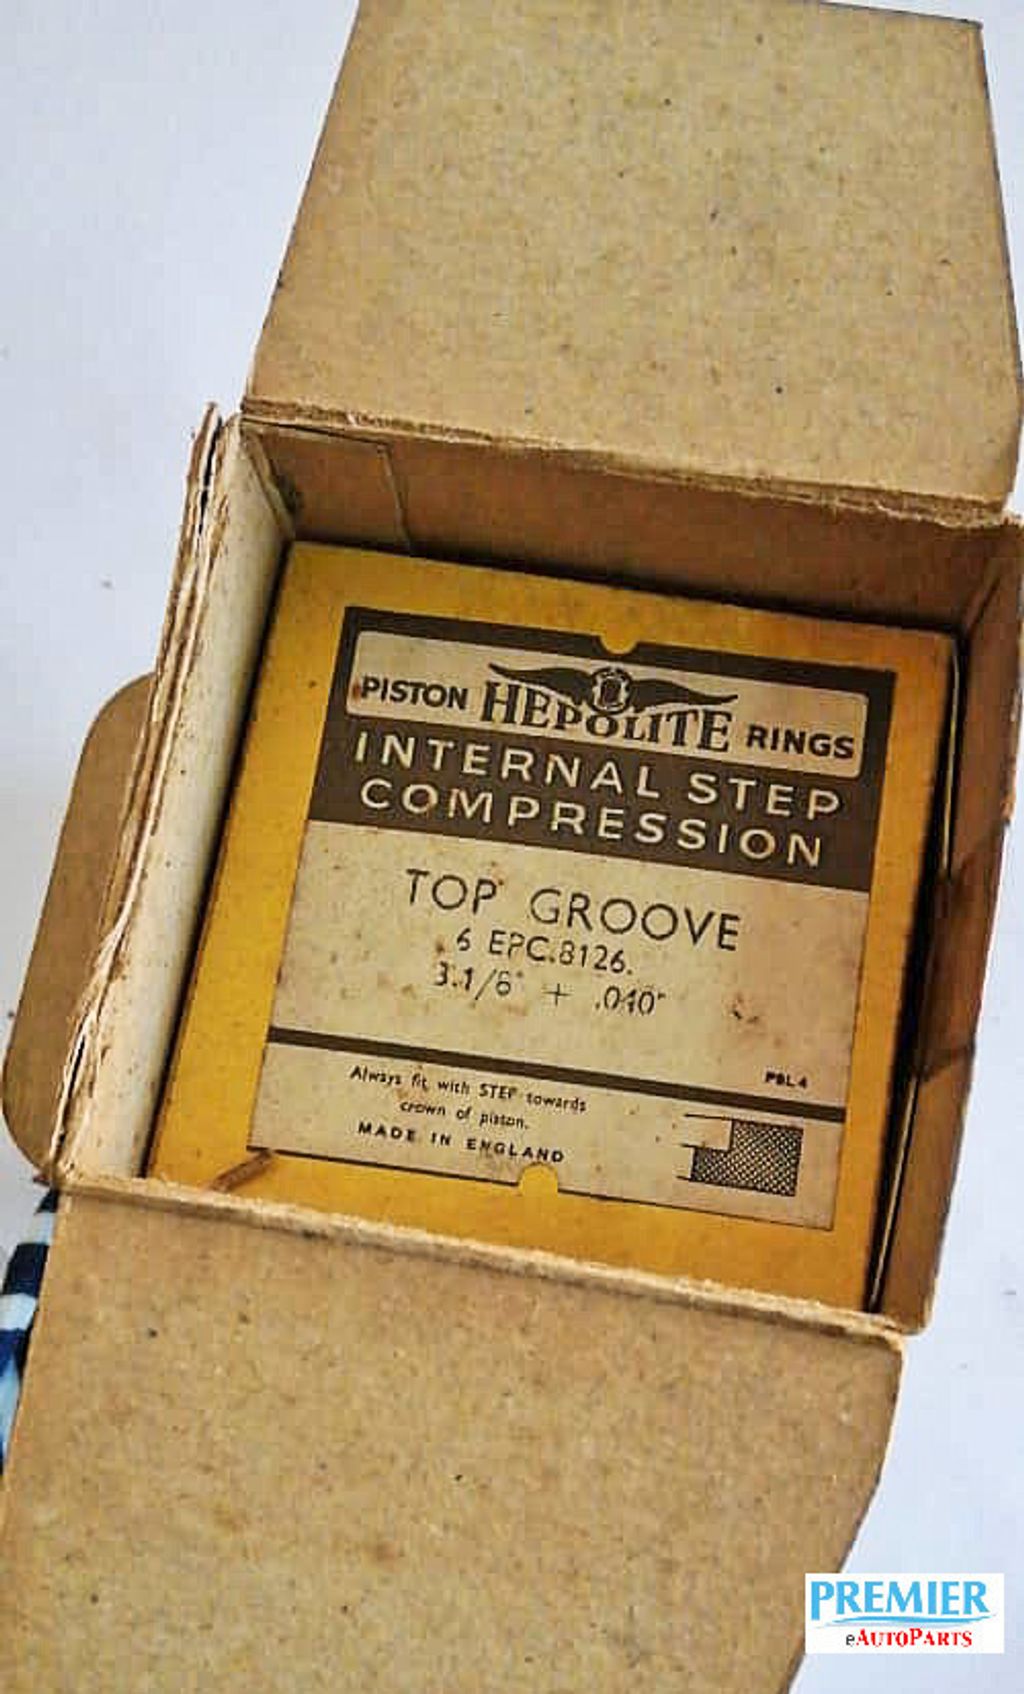 PISTON HEPOLITE RINGS
INTERNAL STEP
COMPRESSION
TOP GROOVE
6 EPC.8126.
3.1/8" + .040"
PBL 4
Always fit with STEP towards
crown of piston.
MADE IN ENGLAND
PREMIER
eAUTOPARTS